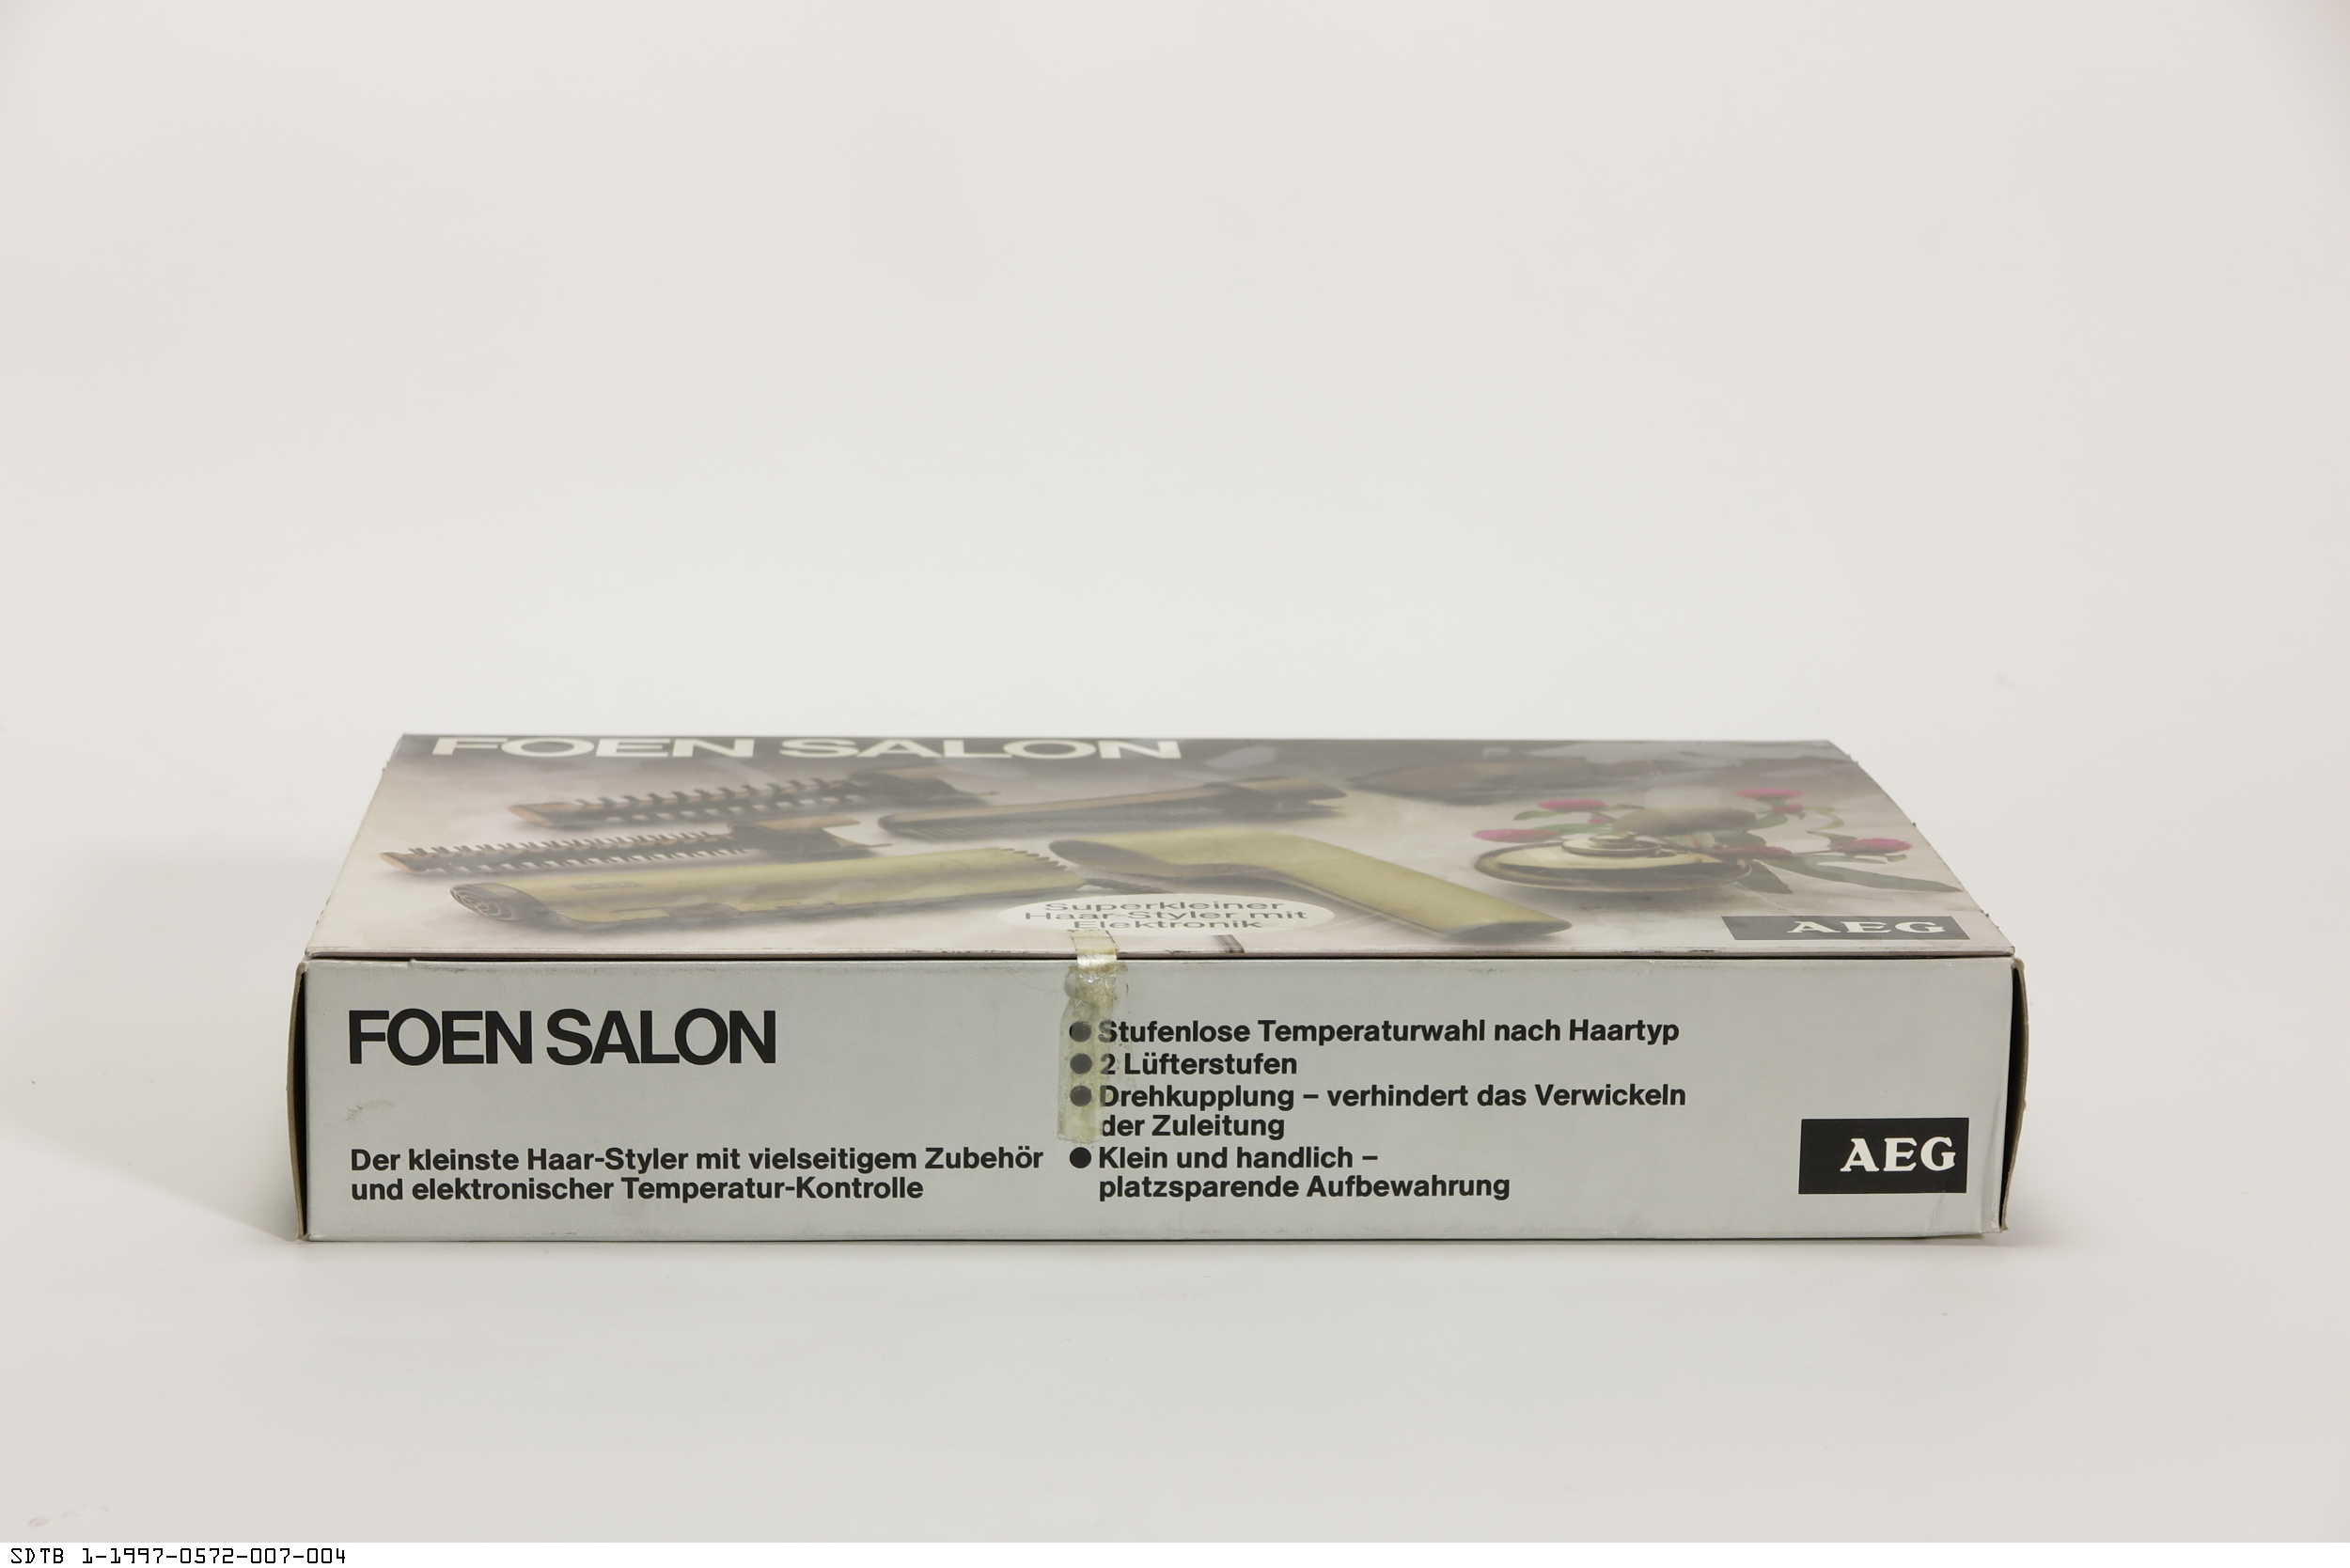 FOEN SALON
Superkleiner
Haar-Styler mit
Elektronik
AEG
FOEN SALON
Der kleinste Haar-Styler mit vielseitigem Zubehör
und elektronischer Temperatur-Kontrolle
● Stufenlose Temperaturwahl nach Haartyp
● 2 Lüfterstufen
● Drehkupplung – verhindert das Verwickeln
der Zuleitung
● Klein und handlich –
platzsparende Aufbewahrung
AEG
SDTB 1-1997-0572-007-004